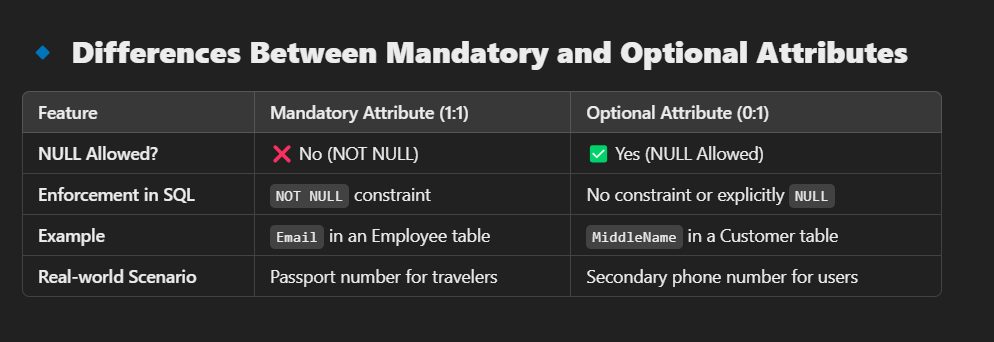 Differences Between Mandatory and Optional Attributes
Feature Mandatory Attribute (1:1) Optional Attribute (0:1)
NULL Allowed? ❌ No (NOT NULL) ✅ Yes (NULL Allowed)
Enforcement in SQL NOT NULL constraint No constraint or explicitly NULL
Example Email in an Employee table MiddleName in a Customer table
Real-world Scenario Passport number for travelers Secondary phone number for users